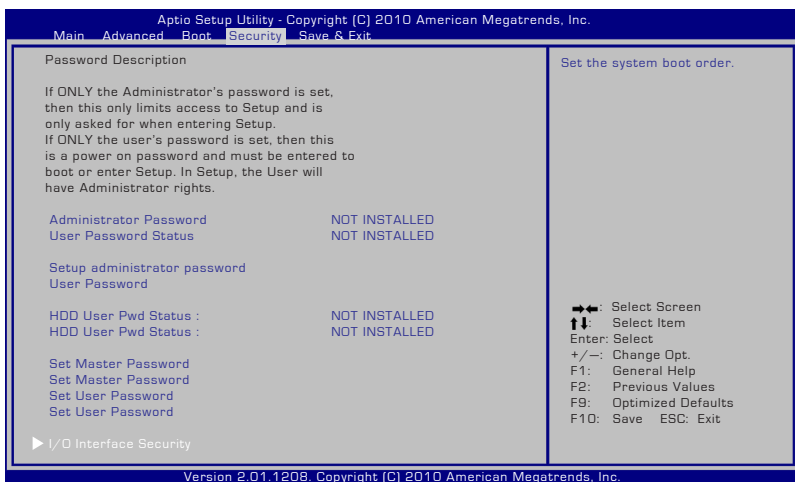 Aptio Setup Utility - Copyright (C) 2010 American Megatrends, Inc.
Main Advanced Boot Security Save & Exit
Password Description
If ONLY the Administrator's password is set,
then this only limits access to Setup and is
only asked for when entering Setup.
If ONLY the user's password is set, then this
is a power on password and must be entered to
boot or enter Setup. In Setup, the User will
have Administrator rights.
Administrator Password NOT INSTALLED
User Password Status NOT INSTALLED
Setup administrator password
User Password
HDD User Pwd Status : NOT INSTALLED
HDD User Pwd Status : NOT INSTALLED
Set Master Password
Set Master Password
Set User Password
Set User Password
I/O Interface Security
Set the system boot order.
→←: Select Screen
↑↓: Select Item
Enter: Select
+/—: Change Opt.
F1: General Help
F2: Previous Values
F9: Optimized Defaults
F10: Save ESC: Exit
Version 2.01.1208. Copyright (C) 2010 American Megatrends, Inc.